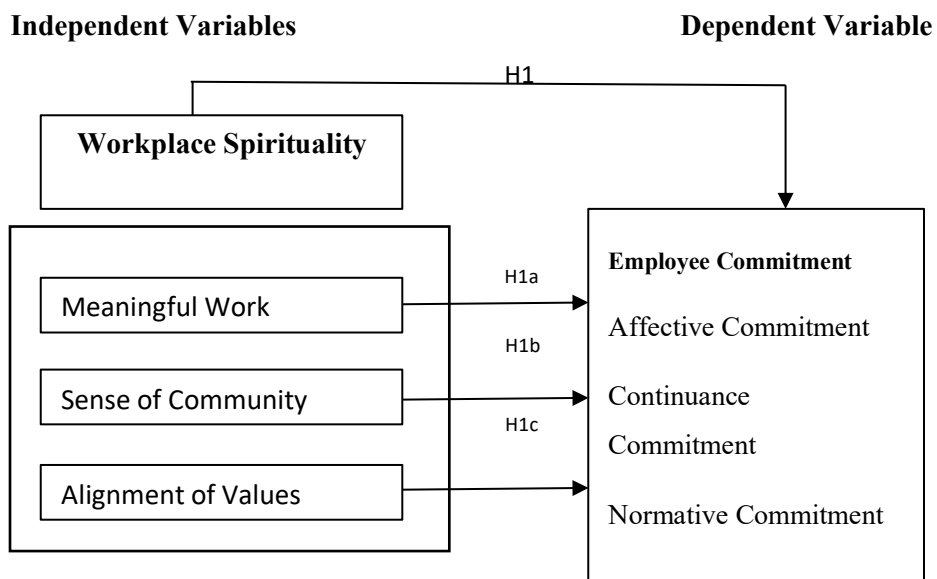 Independent Variables
Dependent Variable
H1
Workplace Spirituality
Employee Commitment
H1a
Meaningful Work
Affective Commitment
H1b
Sense of Community
Continuance
Commitment
H1c
Alignment of Values
Normative Commitment